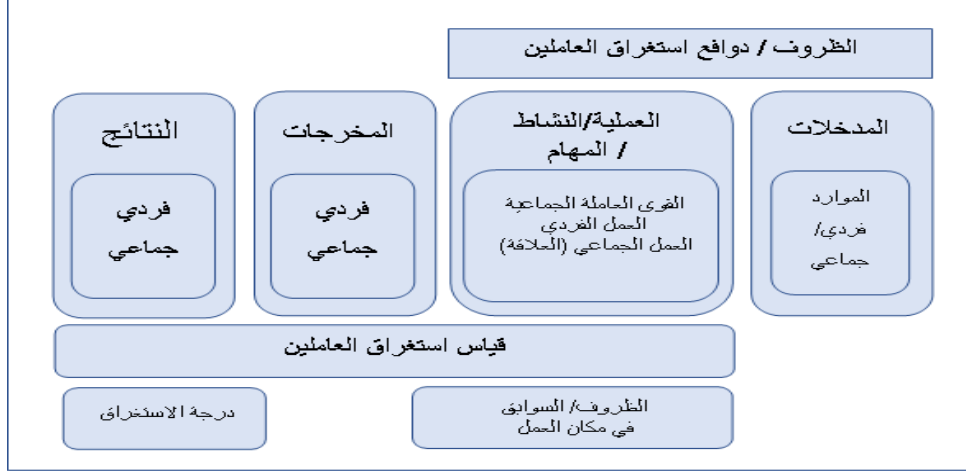 الظروف / دوافع استغراق العاملين
المدخلات
الموارد
فردي/
جماعي
العملية/النشاط
/ المهام
القوى العاملة الجماعية
العمل الفردي
العمل الجماعي (العلاقة)
المخرجات
فردي
جماعي
النتائج
فردي
جماعي
قياس استغراق العاملين
الظروف/ السوابق
في مكان العمل
درجة الاستغراق